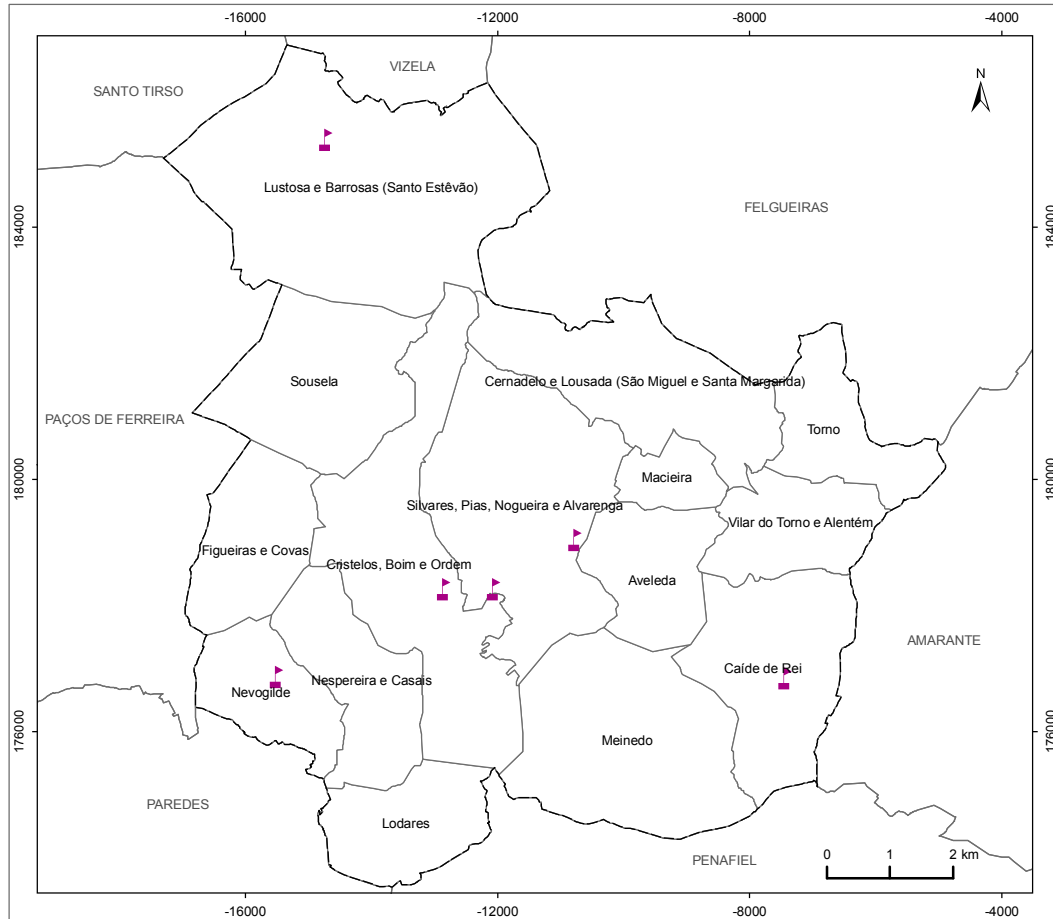 -16000
-12000
-8000
-4000
VIZELA
SANTO TIRSO
N
Lustosa e Barrosas (Santo Estêvão)
FELGUEIRAS
184000
184000
Sousela
Cernadelo e Lousada (São Miguel e Santa Margarida)
PAÇOS DE FERREIRA
Torno
Macieira
180000
180000
Silvares, Pias, Nogueira e Alvarenga
Vilar do Torno e Alentém
Figueiras e Covas
Cristelos, Boim e Ordem
Aveleda
AMARANTE
Caíde de Rei
Nespereira e Casais
Nevogilde
176000
176000
Meinedo
PAREDES
Lodares
PENAFIEL
0
1
2 km
-16000
-12000
-8000
-4000